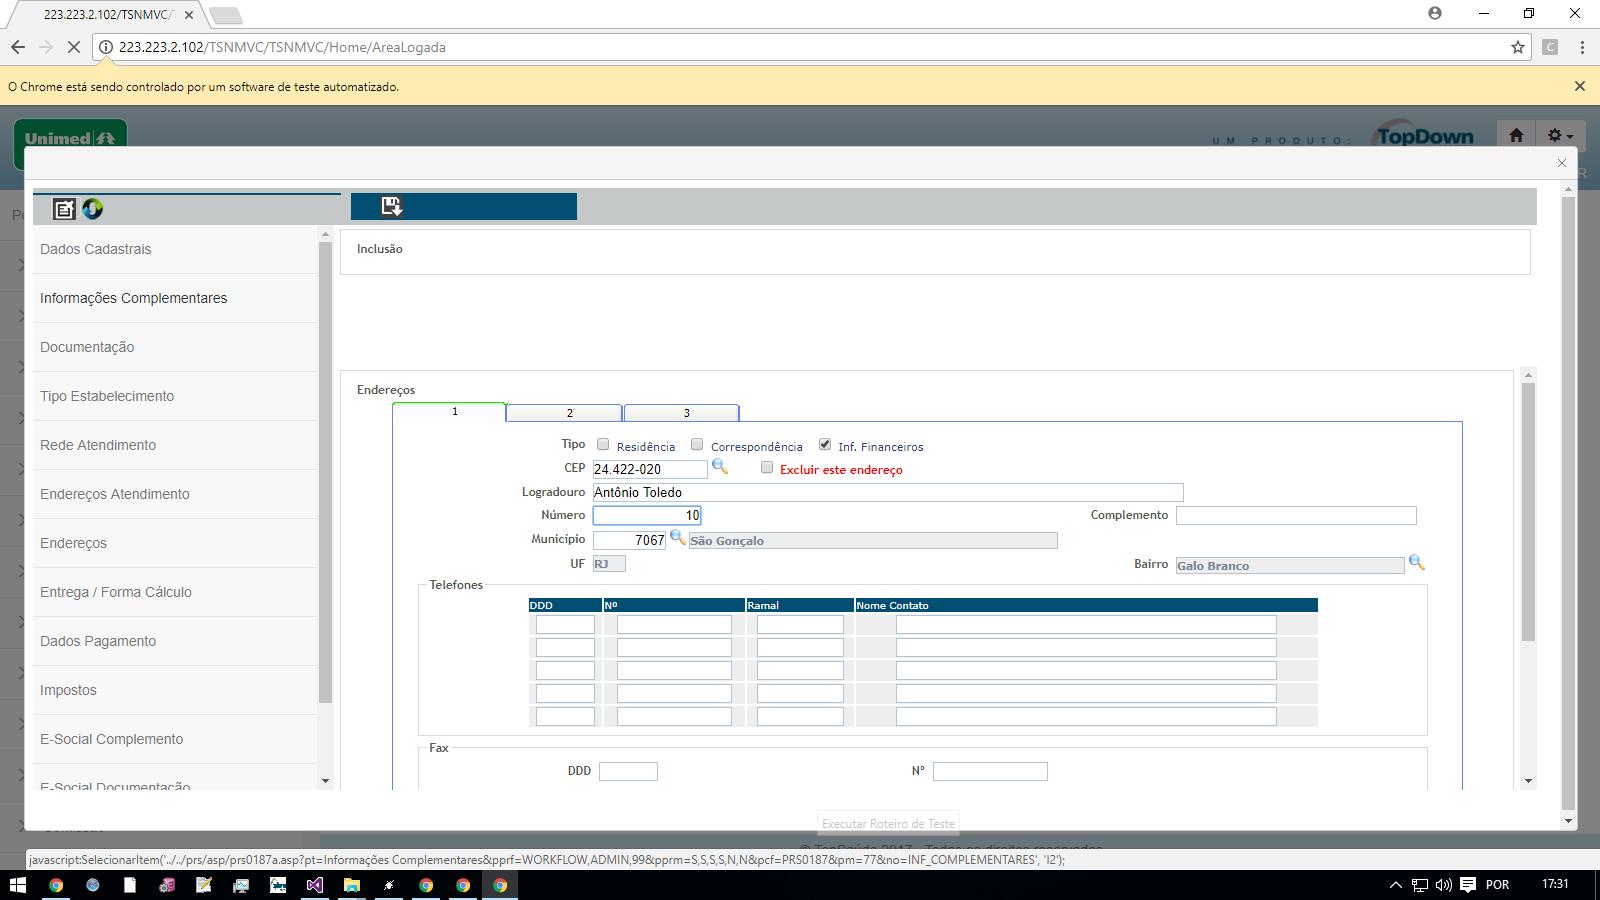 223.223.2.102/TSNMVC/T
223.223.2.102/TSNMVC/TSNMVC/Home/AreaLogada
C
O Chrome está sendo controlado por um software de teste automatizado.
Unimed
UM PRODUTO:
TopDown
R
Pe
Inclusão
Dados Cadastrais
Informações Complementares
Documentação
Tipo Estabelecimento
Rede Atendimento
Endereços Atendimento
Endereços
Entrega / Forma Cálculo
Dados Pagamento
Impostos
E-Social Complemento
E-Social Documentação
Endereços
1 2 3
Tipo Residência Correspondência Inf. Financeiros
CEP 24.422-020 Excluir este endereço
Logradouro Antônio Toledo
Número 10 Complemento
Município 7067 São Gonçalo
UF RJ Bairro Galo Branco
Telefones
DDD Nº Ramal Nome Contato
Fax
DDD Nº
Executar Roteiro de Teste
javascript:SelecionarItem('../../prs/asp/prs0187a.asp?pt=Informações Complementares&pprf=WORKFLOW,ADMIN,99&pprm=S,S,S,S,N,N&pcf=PRS0187&pm=77&no=INF_COMPLEMENTARES', 'I2');
POR 17:31